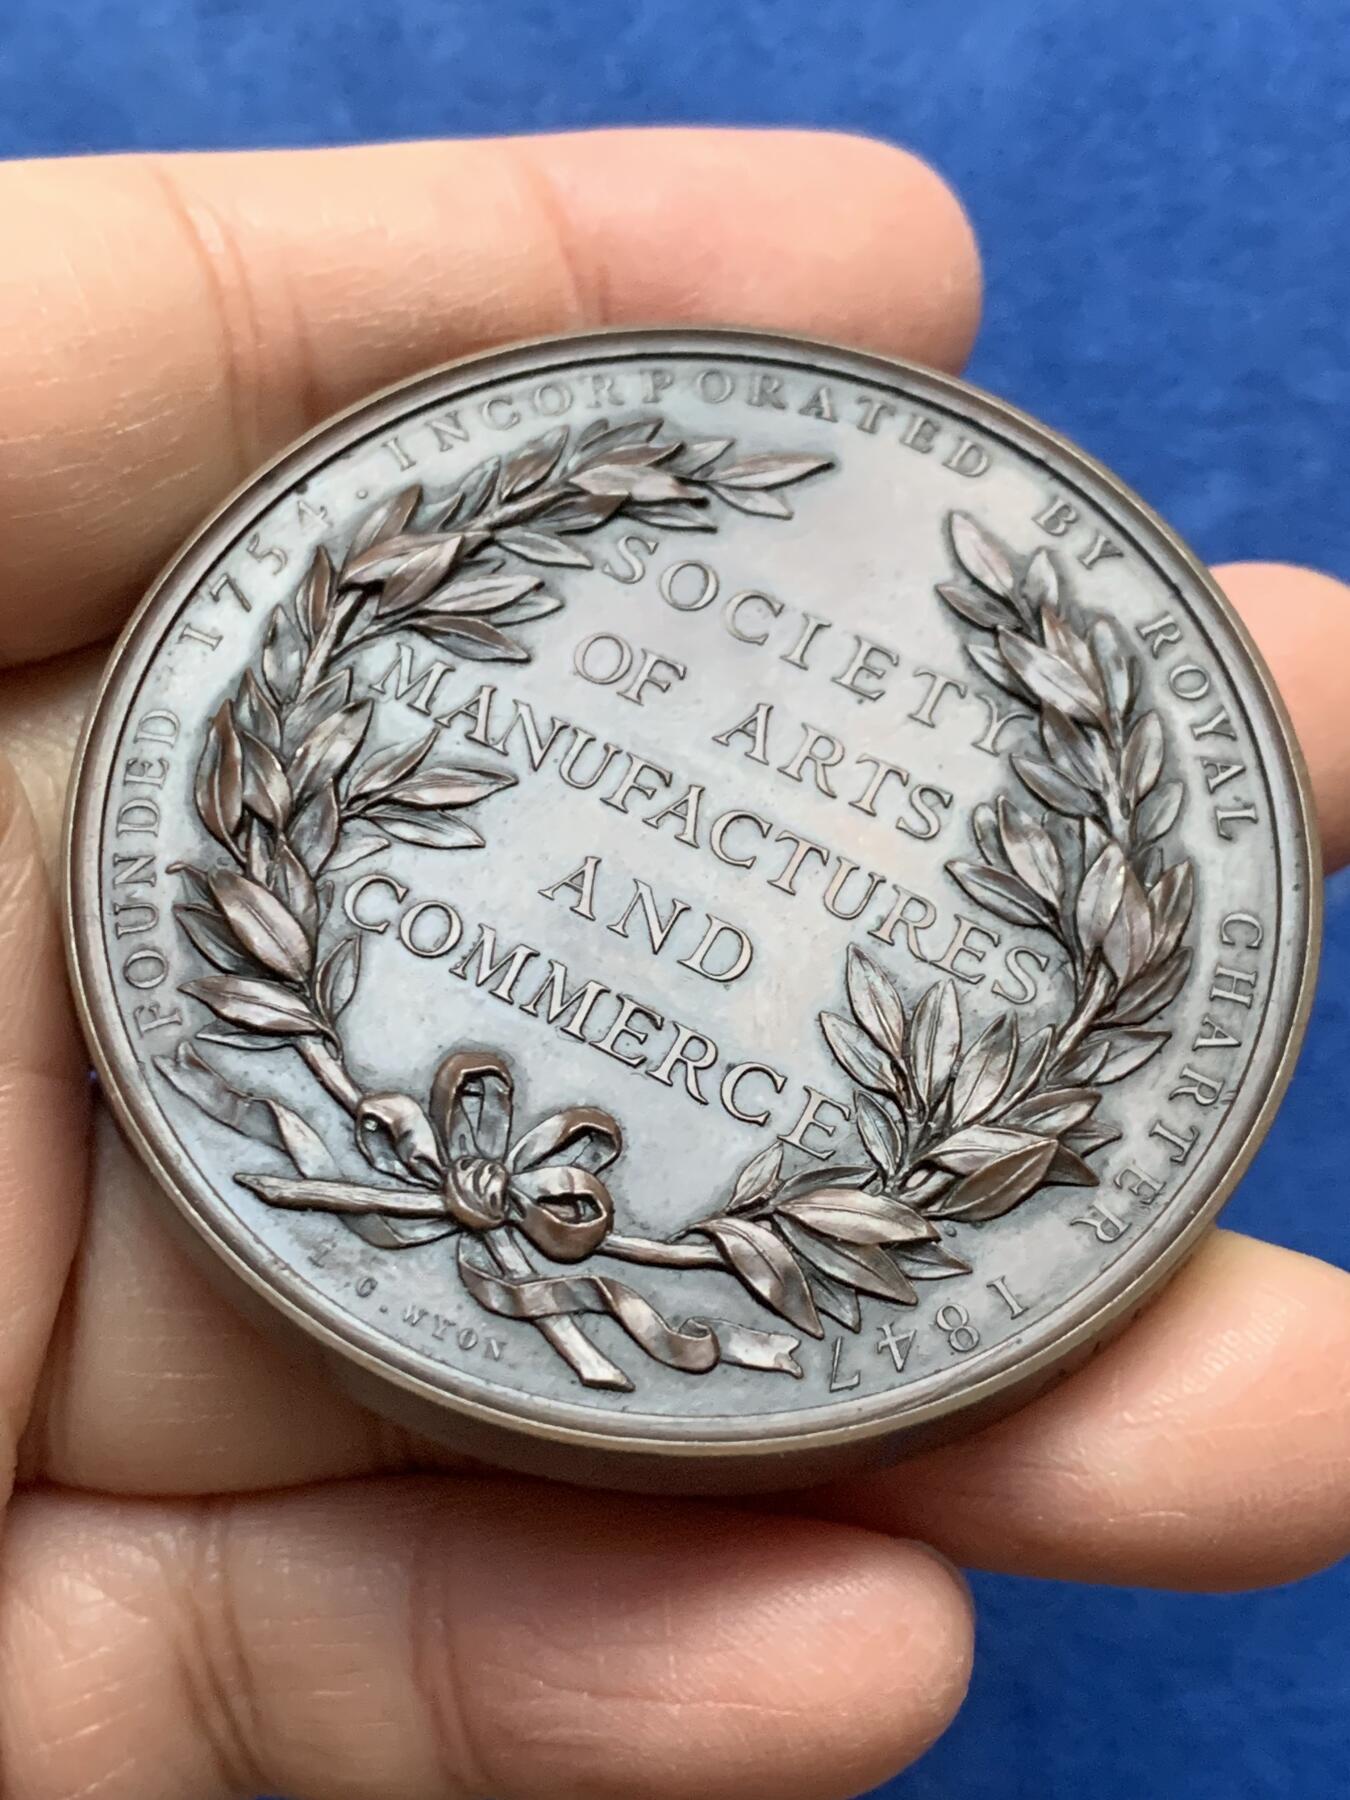 FOUNDED 1754 . INCORPORATED BY ROYAL CHARTER 1847
SOCIETY
OF ARTS
MANUFACTURES
AND
COMMERCE
L. C. WYON